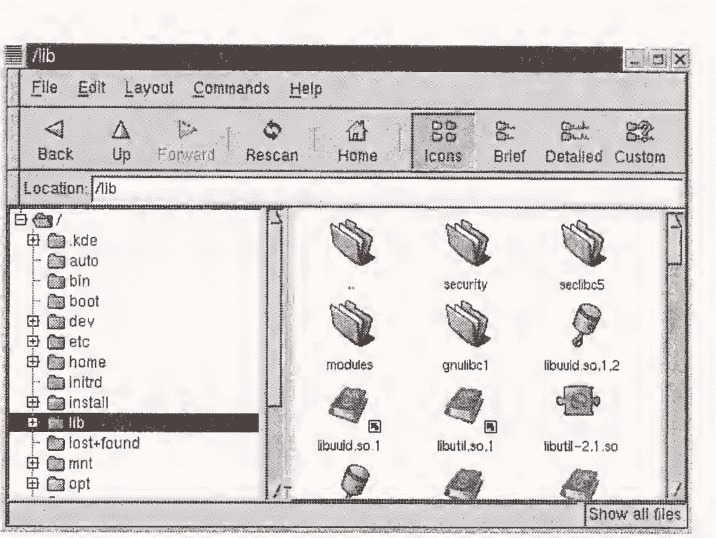 /lib
File Edit Layout Commands Help
Back Up Forward Rescan Home Icons Brief Detailed Custom
Location: /lib
/
.kde
auto
bin
boot
dev
etc
home
initrd
install
lib
lost+found
mnt
opt
.. security seclibc5
modules gnulibc1 libuuid.so.1.2
libuuid.so.1 libutil.so.1 libutil-2.1.so
Show all files